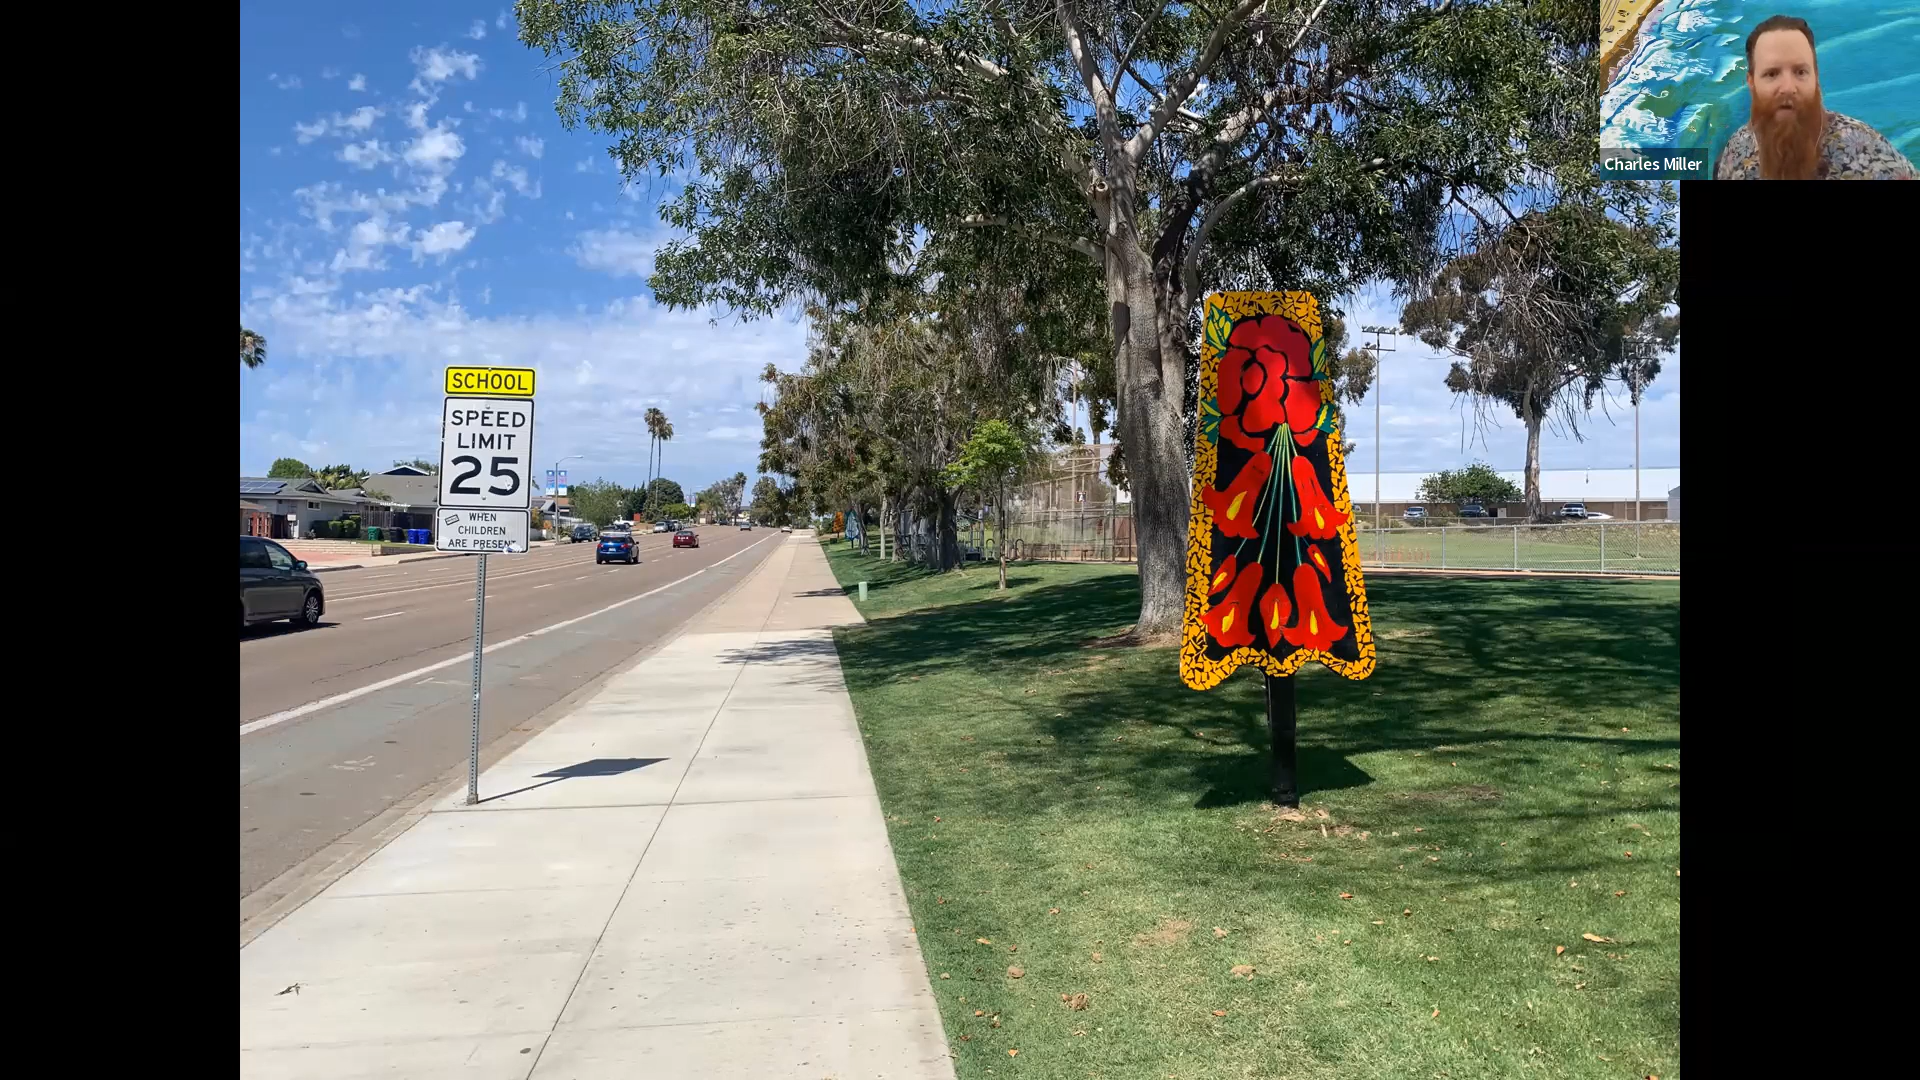 SCHOOL
SPEED
LIMIT
25
WHEN
CHILDREN
ARE PRESENT
Charles Miller